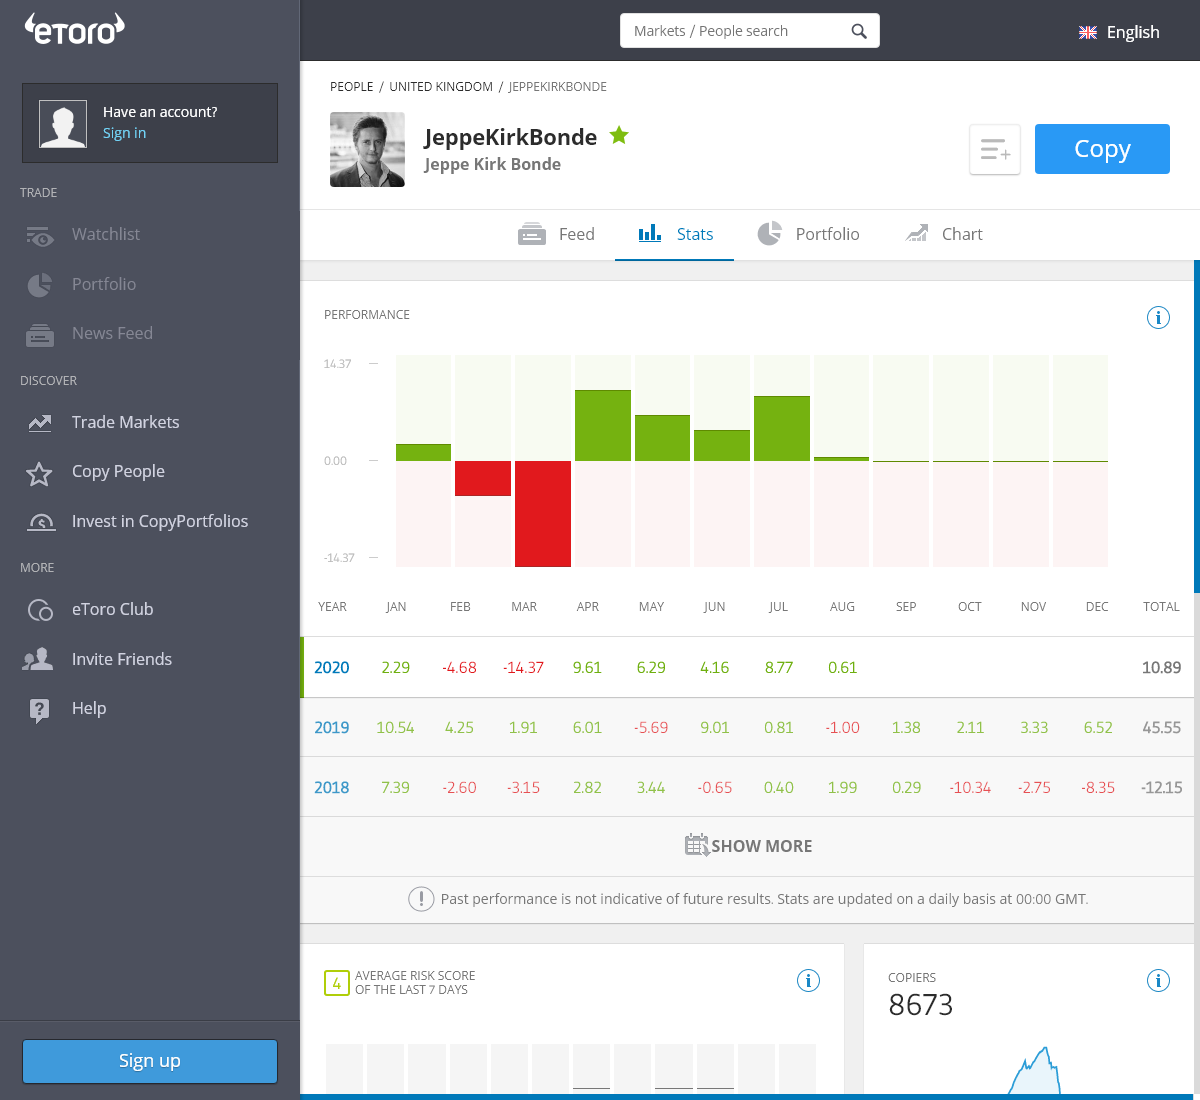 eToro
Markets / People search
English
Have an account?
Sign in
TRADE
Watchlist
Portfolio
News Feed
DISCOVER
Trade Markets
Copy People
Invest in CopyPortfolios
MORE
eToro Club
Invite Friends
Help
Sign up
PEOPLE / UNITED KINGDOM / JEPPEKIRKBONDE
JeppeKirkBonde
Jeppe Kirk Bonde
Copy
Feed Stats Portfolio Chart
PERFORMANCE
14.37
0.00
-14.37
YEAR JAN FEB MAR APR MAY JUN JUL AUG SEP OCT NOV DEC TOTAL
2020 2.29 -4.68 -14.37 9.61 6.29 4.16 8.77 0.61 10.89
2019 10.54 4.25 1.91 6.01 -5.69 9.01 0.81 -1.00 1.38 2.11 3.33 6.52 45.55
2018 7.39 -2.60 -3.15 2.82 3.44 -0.65 0.40 1.99 0.29 -10.34 -2.75 -8.35 -12.15
SHOW MORE
Past performance is not indicative of future results. Stats are updated on a daily basis at 00:00 GMT.
4 AVERAGE RISK SCORE
OF THE LAST 7 DAYS
COPIERS
8673